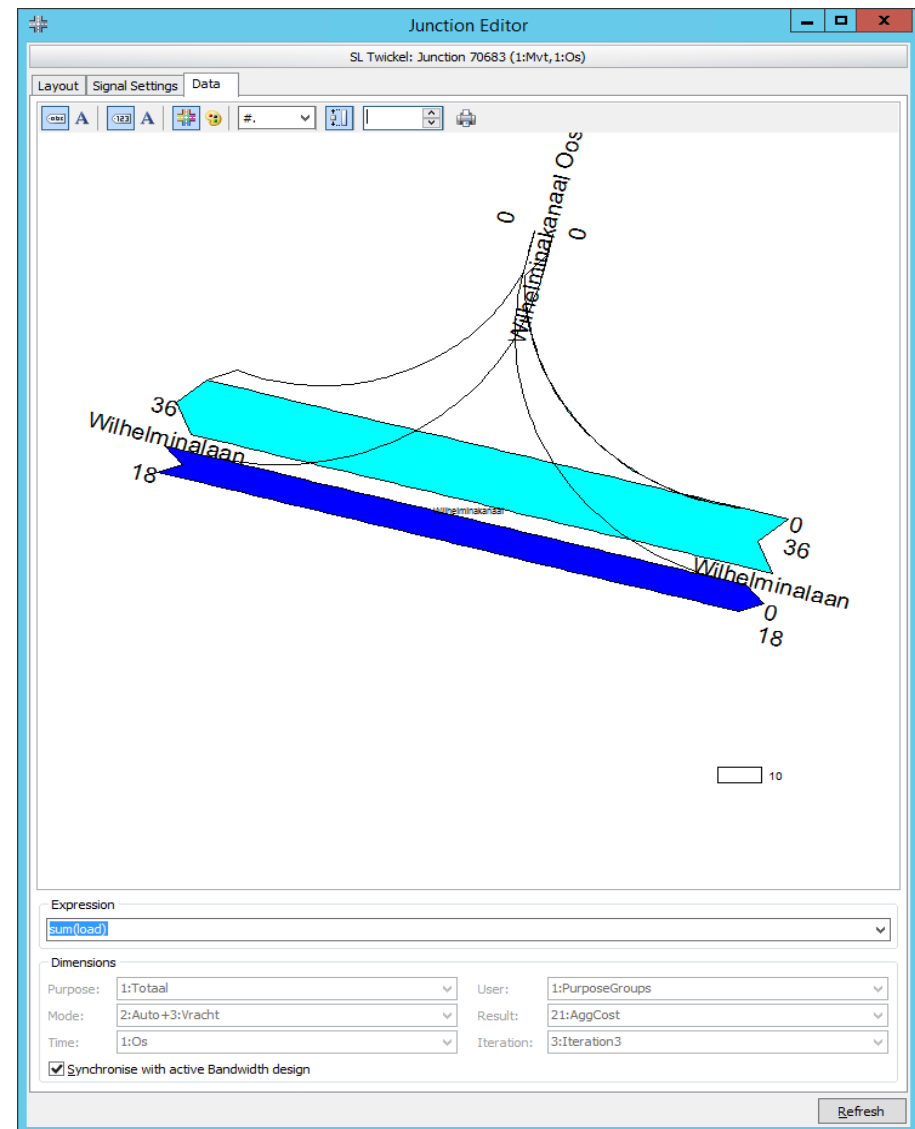 Junction Editor
SL Twickel: Junction 70683 (1:Mvt,1:Os)
Layout Signal Settings Data
abc A 123 A #.
Wilhelminakanaal Oos
0
0
36
Wilhelminalaan
18
Wilhelminakanaal
0
36
Wilhelminalaan
0
18
10
Expression
sum(load)
Dimensions
Purpose: 1:Totaal User: 1:PurposeGroups
Mode: 2:Auto+3:Vracht Result: 21:AggCost
Time: 1:Os Iteration: 3:Iteration3
Synchronise with active Bandwidth design
Refresh